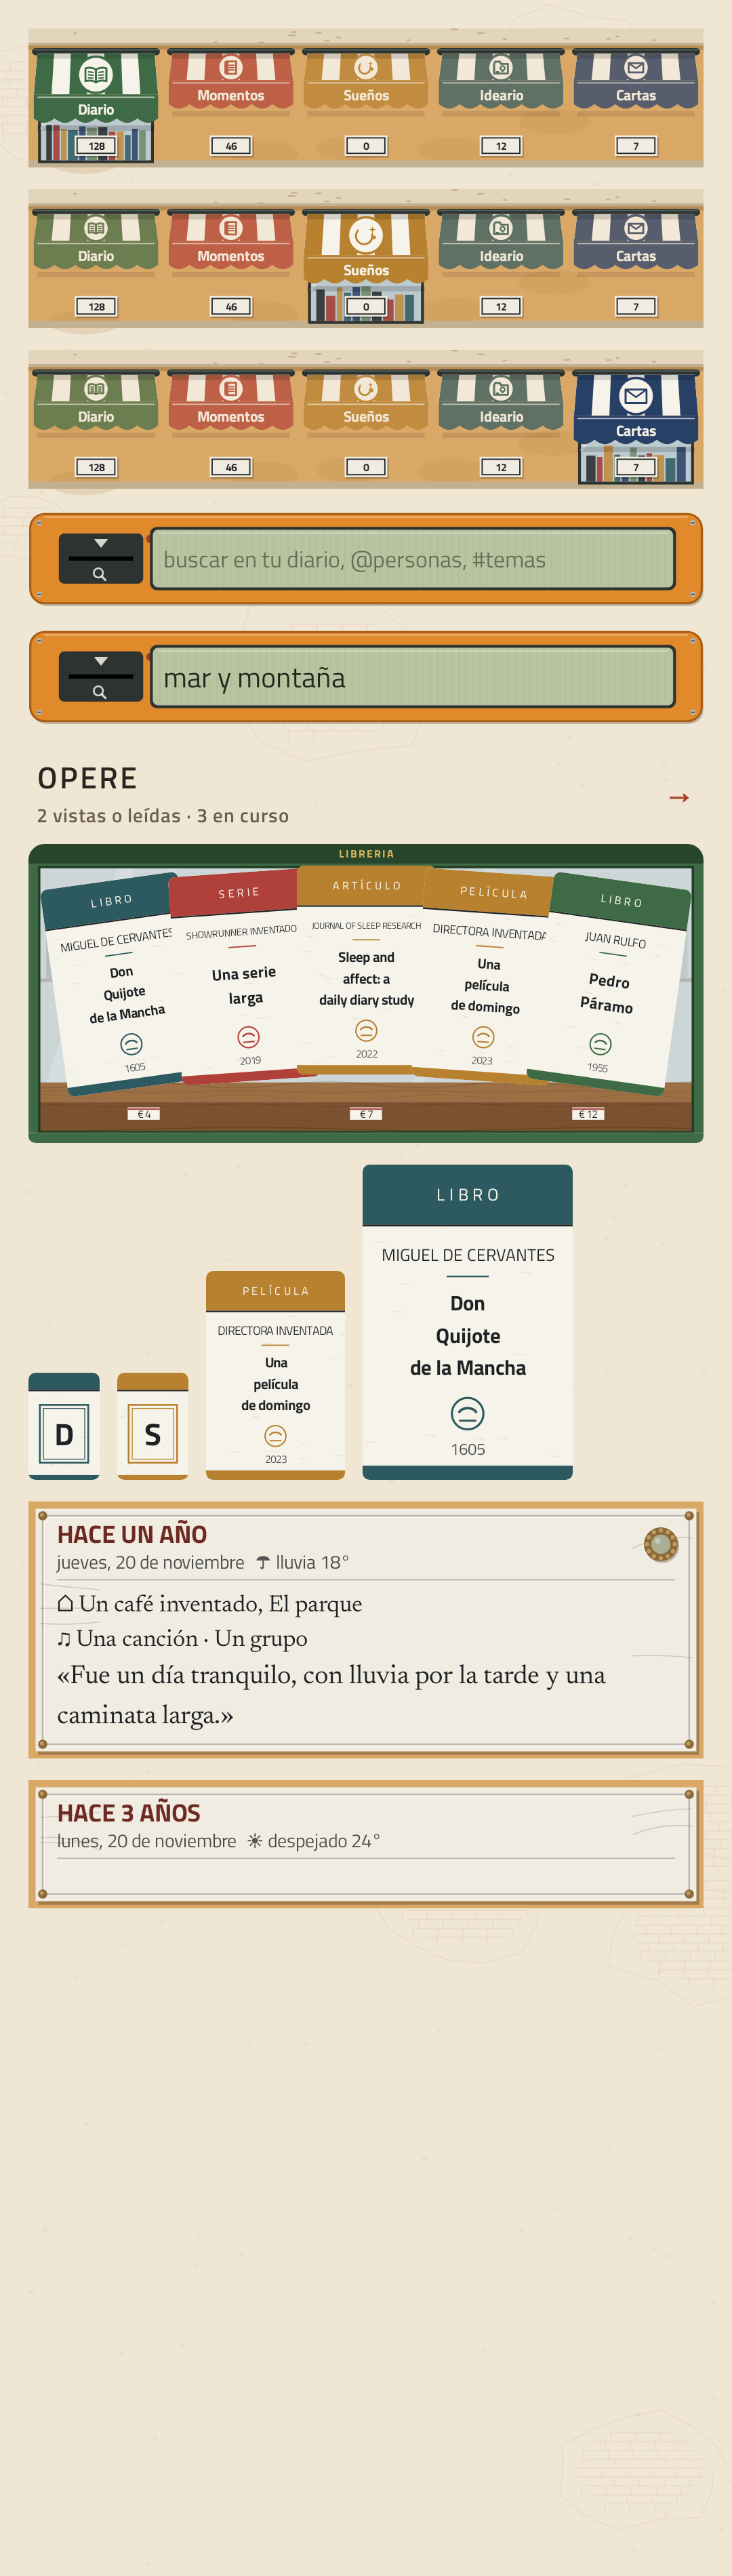 Diario
Momentos
Sueños
Ideario
Cartas
128
46
0
12
7
Diario
Momentos
Sueños
Ideario
Cartas
128
46
0
12
7
Diario
Momentos
Sueños
Ideario
Cartas
128
46
0
12
7
buscar en tu diario, @personas, #temas
mar y montaña
OPERE
→
2 vistas o leídas · 3 en curso
LIBRERIA
LIBRO
MIGUEL DE CERVANTES
Don
Quijote
de la Mancha
1605
SERIE
SHOWRUNNER INVENTADO
Una serie
larga
2019
ARTÍCULO
JOURNAL OF SLEEP RESEARCH
Sleep and
affect: a
daily diary study
2022
PELÍCULA
DIRECTORA INVENTADA
Una
película
de domingo
2023
LIBRO
JUAN RULFO
Pedro
Páramo
1955
€4
€7
€12
D
S
PELÍCULA
DIRECTORA INVENTADA
Una
película
de domingo
2023
LIBRO
MIGUEL DE CERVANTES
Don
Quijote
de la Mancha
1605
HACE UN AÑO
jueves, 20 de noviembre ☂ lluvia 18°
⌂ Un café inventado, El parque
♫ Una canción · Un grupo
«Fue un día tranquilo, con lluvia por la tarde y una
caminata larga.»
HACE 3 AÑOS
lunes, 20 de noviembre ☀ despejado 24°